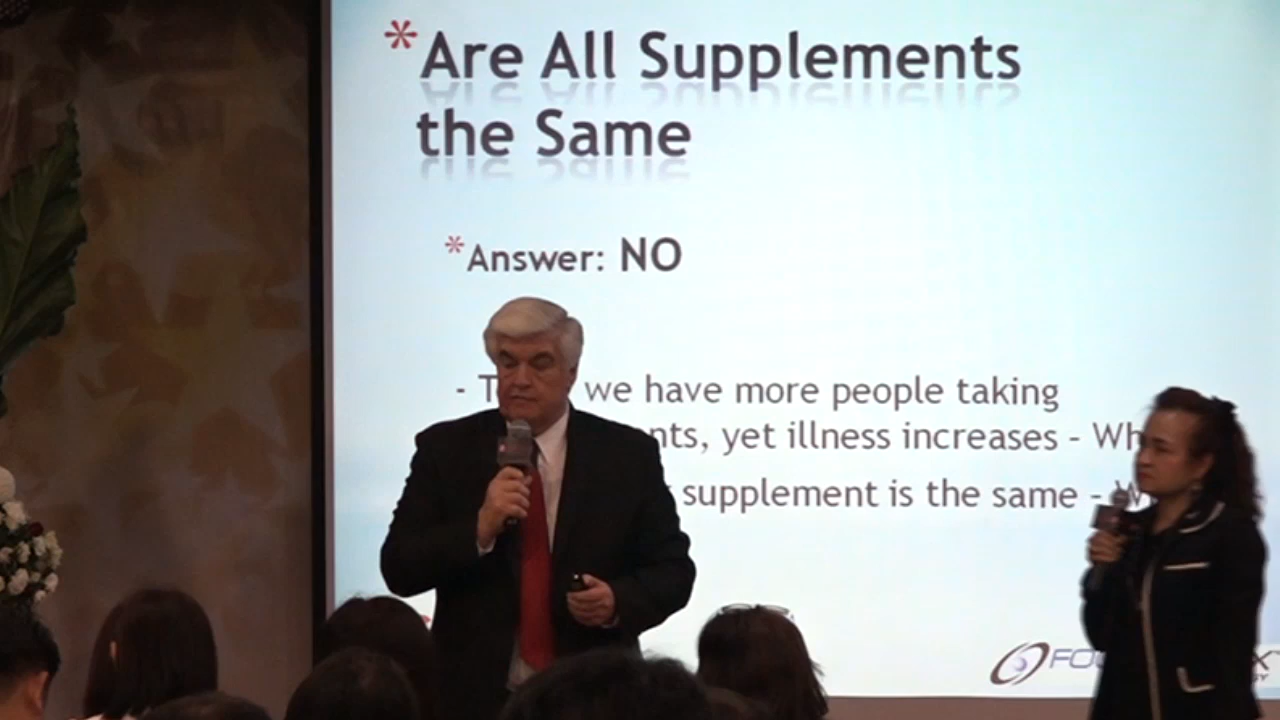 *Are All Supplements
the Same
*Answer: NO
- we have more people taking
yet illness increases –
supplement is the same –